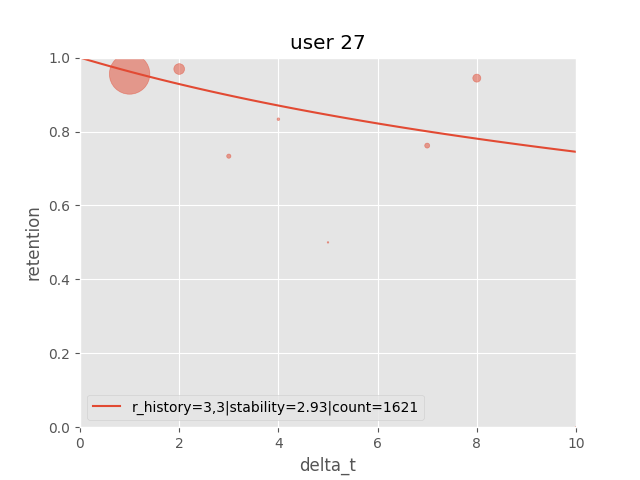 user 27
retention
1.0
0.8
0.6
0.4
0.2
0.0
r_history=3,3|stability=2.93|count=1621
0 2 4 6 8 10
delta_t